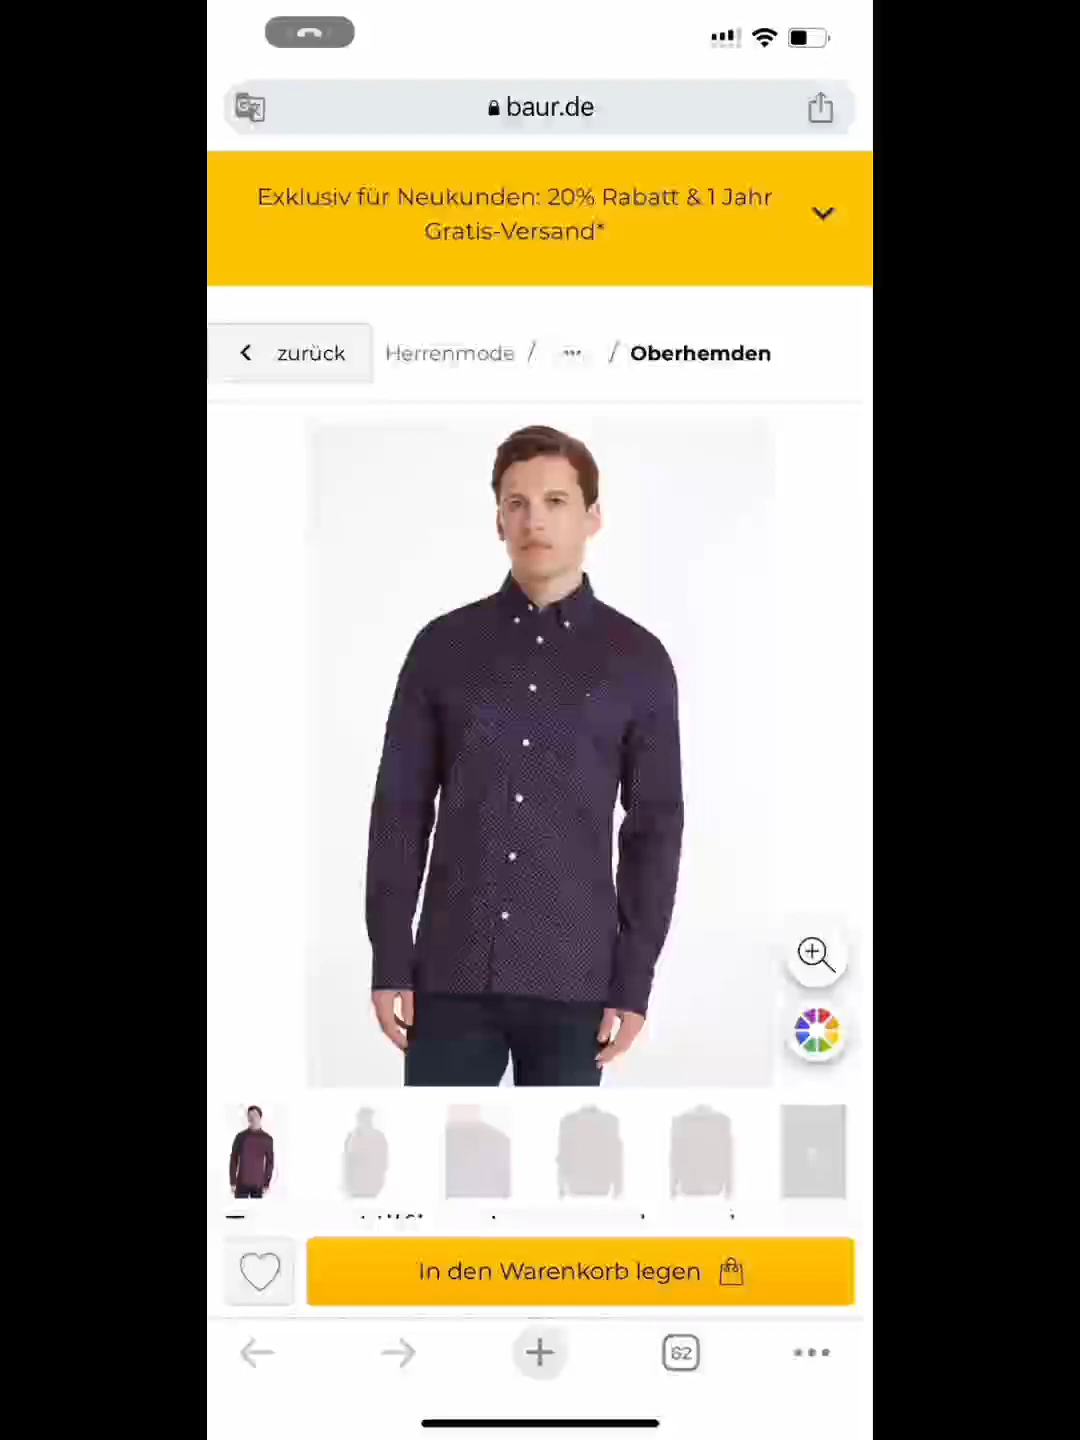 baur.de
Exklusiv für Neukunden: 20% Rabatt & 1 Jahr
Gratis-Versand*
zurück
Herrenmode / ... / Oberhemden
In den Warenkorb legen
62